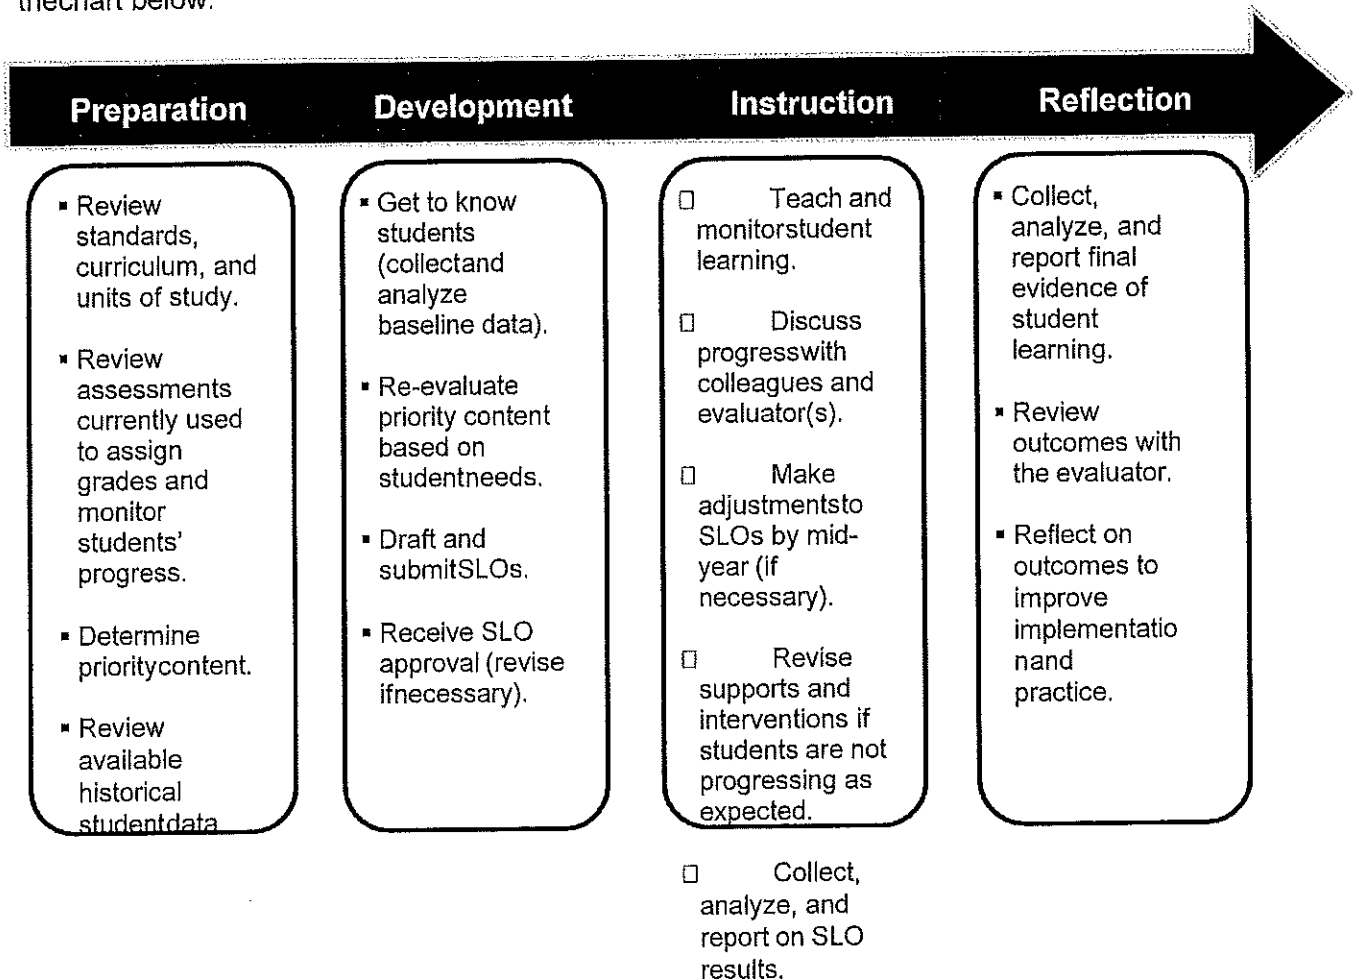 thechart below.
Preparation
Development
Instruction
Reflection
▪ Review
standards,
curriculum, and
units of study.
▪ Review
assessments
currently used
to assign
grades and
monitor
students'
progress.
▪ Determine
prioritycontent.
▪ Review
available
historical
studentdata
▪ Get to know
students
(collectand
analyze
baseline data).
▪ Re-evaluate
priority content
based on
studentneeds.
▪ Draft and
submitSLOs.
▪ Receive SLO
approval (revise
ifnecessary).
▯ Teach and
monitorstudent
learning.
▯ Discuss
progresswith
colleagues and
evaluator(s).
▯ Make
adjustmentsto
SLOs by mid-
year (if
necessary).
▯ Revise
supports and
interventions if
students are not
progressing as
expected.
▯ Collect,
analyze, and
report on SLO
results.
▪ Collect,
analyze, and
report final
evidence of
student
learning.
▪ Review
outcomes with
the evaluator.
▪ Reflect on
outcomes to
improve
implementatio
nand
practice.